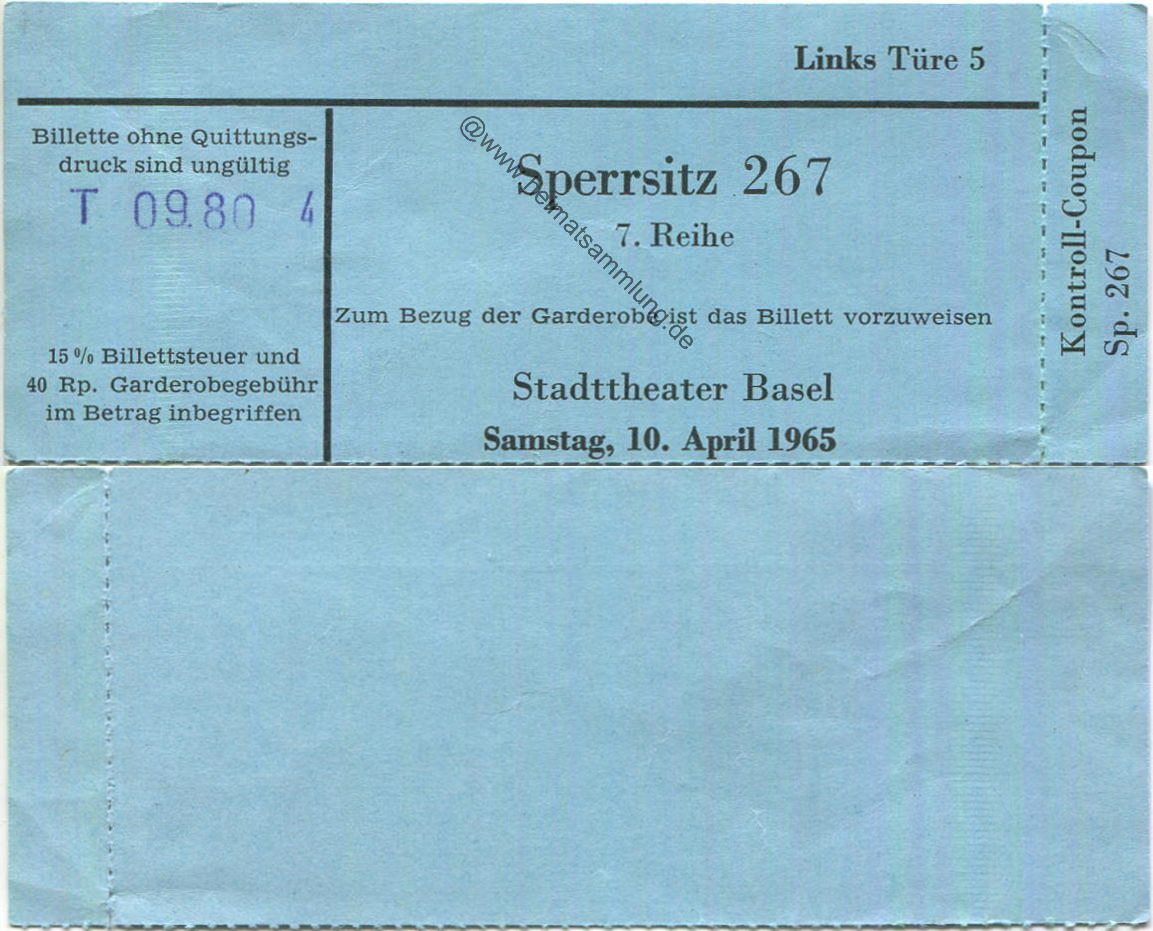 Links Türe 5
Billette ohne Quittungs-
druck sind ungültig
T 09.80 4
15 % Billettsteuer und
40 Rp. Garderobegebühr
im Betrag inbegriffen
Sperrsitz 267
7. Reihe
Zum Bezug der Garderobe ist das Billett vorzuweisen
Stadttheater Basel
Samstag, 10. April 1965
Kontroll-Coupon
Sp. 267
@www.heimatsammlung.de